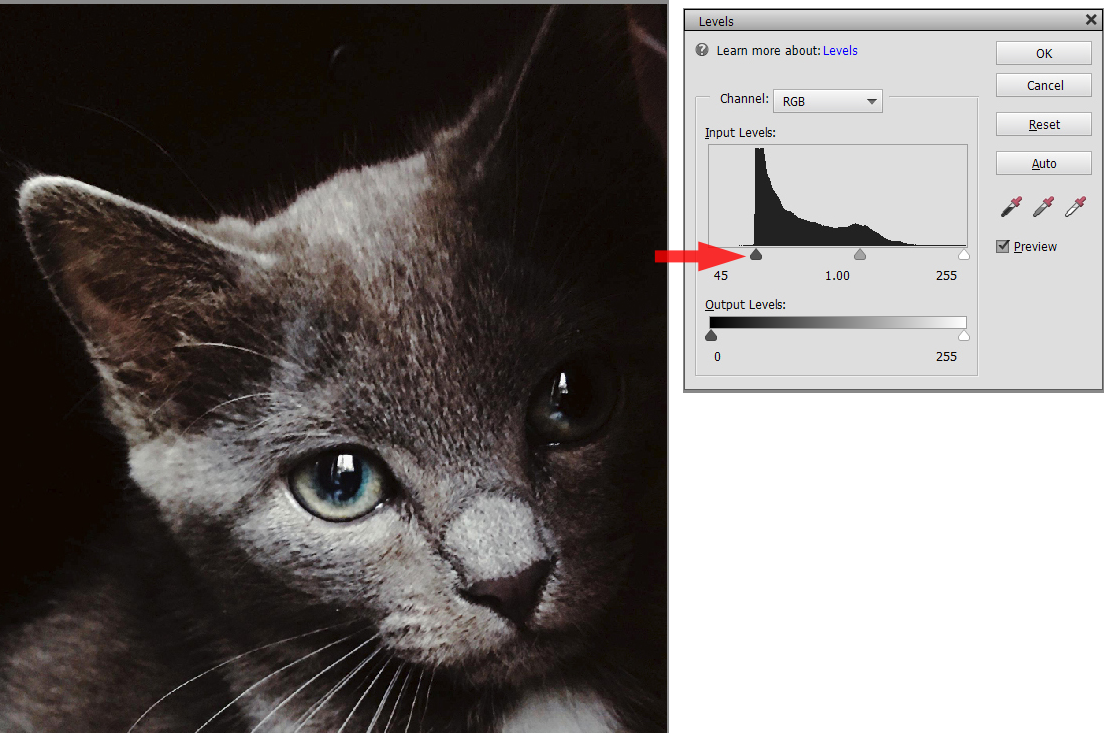 Levels
Learn more about: Levels
OK
Cancel
Channel: RGB
Reset
Input Levels:
Auto
Preview
45 1.00 255
Output Levels:
0 255